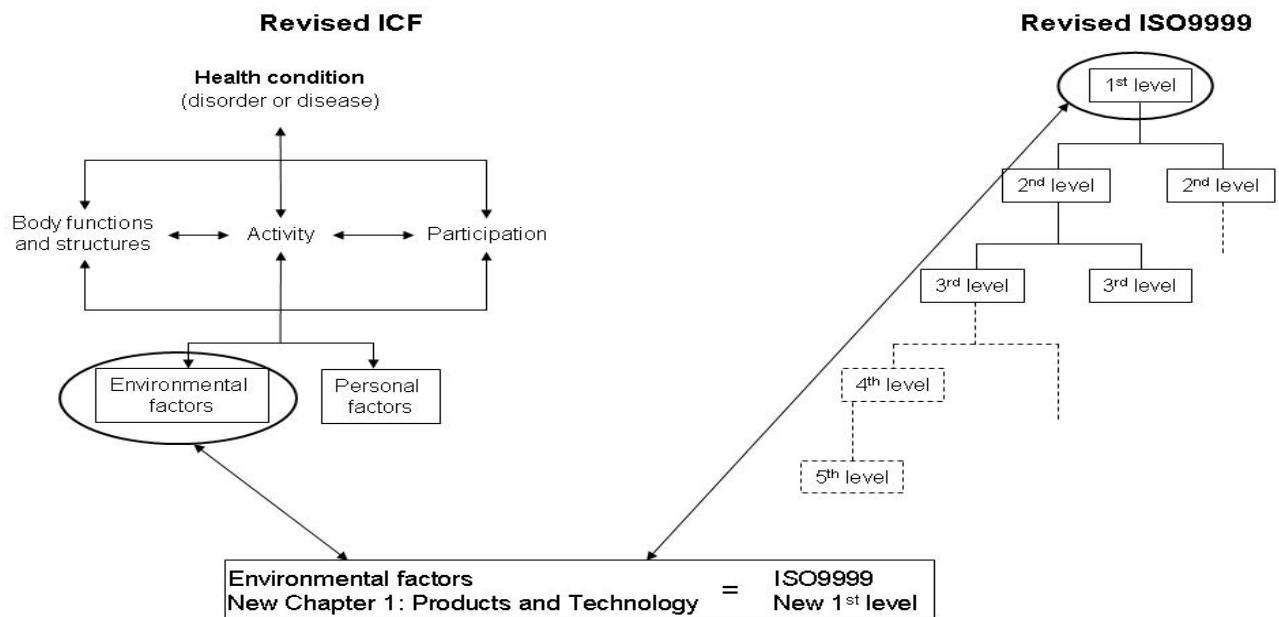 Revised ICF
Health condition
(disorder or disease)
Body functions
and structures
Activity
Participation
Environmental
factors
Personal
factors
Revised ISO9999
1st level
2nd level
2nd level
3rd level
3rd level
4th level
5th level
Environmental factors
New Chapter 1: Products and Technology
=
ISO9999
New 1st level